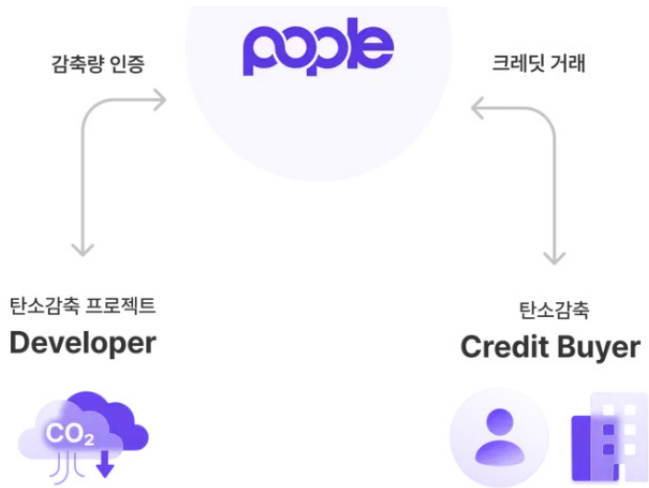 pople
감축량 인증
크레딧 거래
탄소감축 프로젝트
Developer
탄소감축
Credit Buyer
CO₂